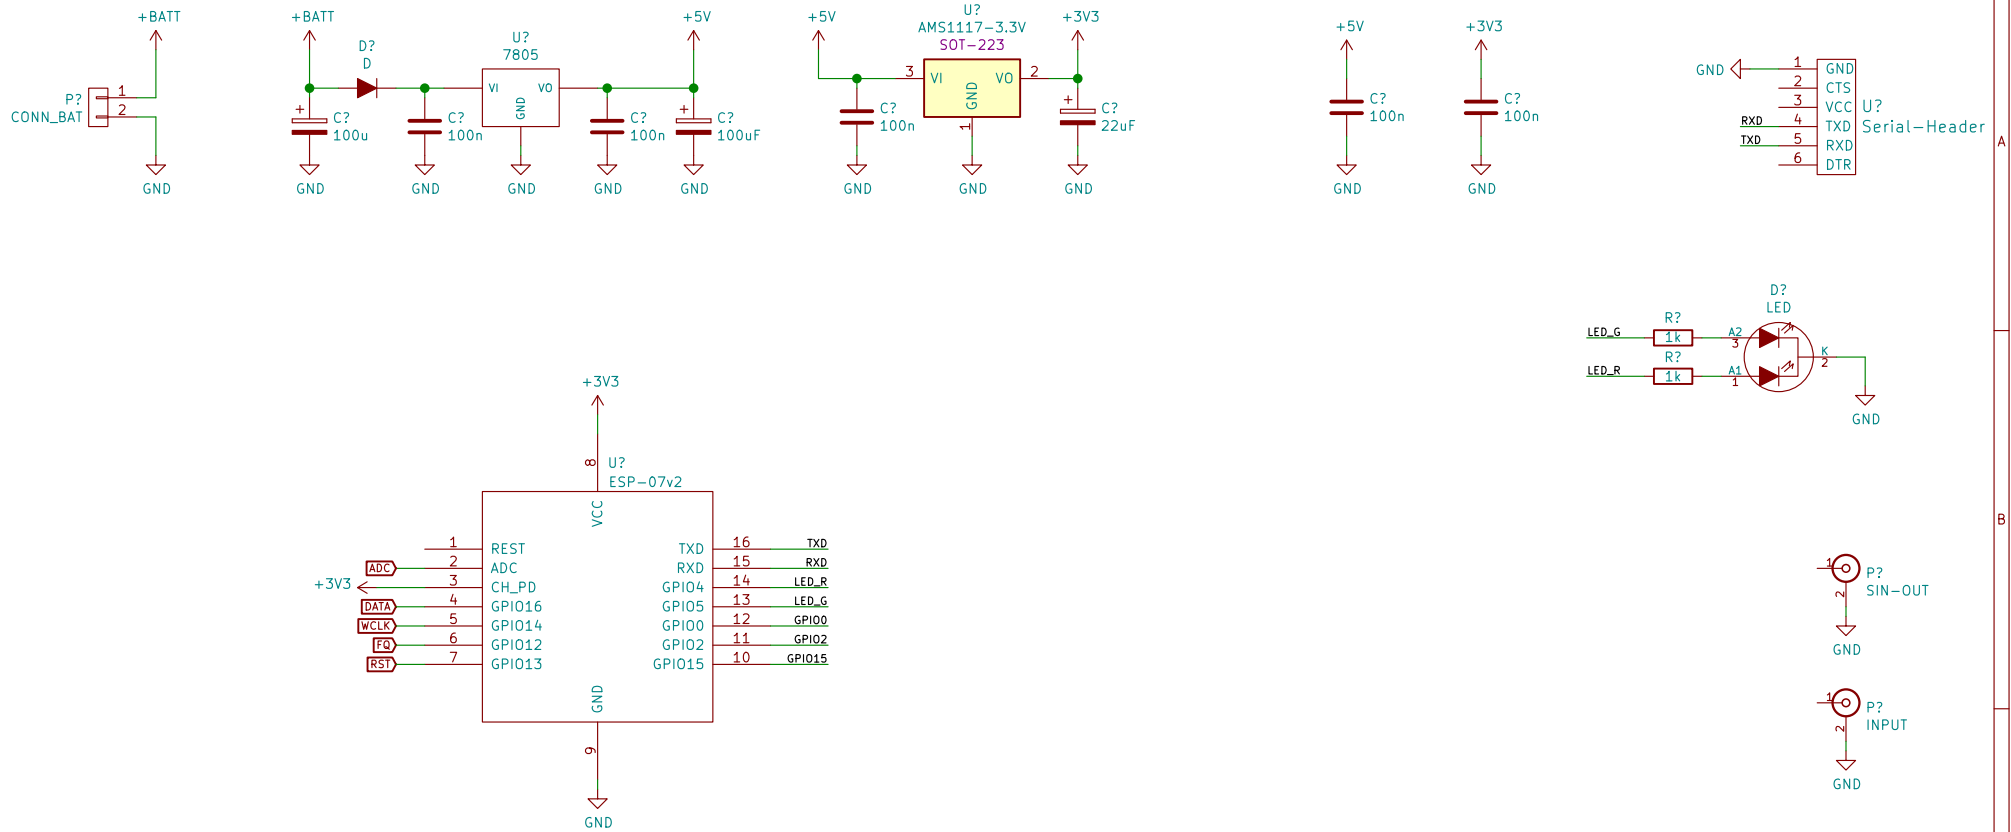 +BATT
P?
CONN_BAT
1
2
GND
+BATT
D?
D
+
C?
100u
GND
C?
100n
GND
U?
7805
VI
VO
GND
GND
C?
100n
GND
+5V
+
C?
100uF
GND
+5V
C?
100n
GND
U?
AMS1117-3.3V
SOT-223
3
VI
VO
2
GND
1
GND
+3V3
+
C?
22uF
GND
+5V
C?
100n
GND
+3V3
C?
100n
GND
GND
1
GND
2
CTS
3
VCC
RXD
4
TXD
TXD
5
RXD
6
DTR
U?
Serial-Header
A
D?
LED
LED_G
R?
1k
A2
3
LED_R
R?
1k
A1
1
K
2
GND
+3V3
8
U?
ESP-07v2
VCC
1
REST
ADC
2
ADC
+3V3
3
CH_PD
DATA
4
GPIO16
WCLK
5
GPIO14
FQ
6
GPIO12
RST
7
GPIO13
TXD
16
TXD
RXD
15
RXD
GPIO4
14
LED_R
GPIO5
13
LED_G
GPIO0
12
GPIO0
GPIO2
11
GPIO2
GPIO15
10
GPIO15
GND
9
GND
B
1
2
P?
SIN-OUT
GND
1
2
P?
INPUT
GND